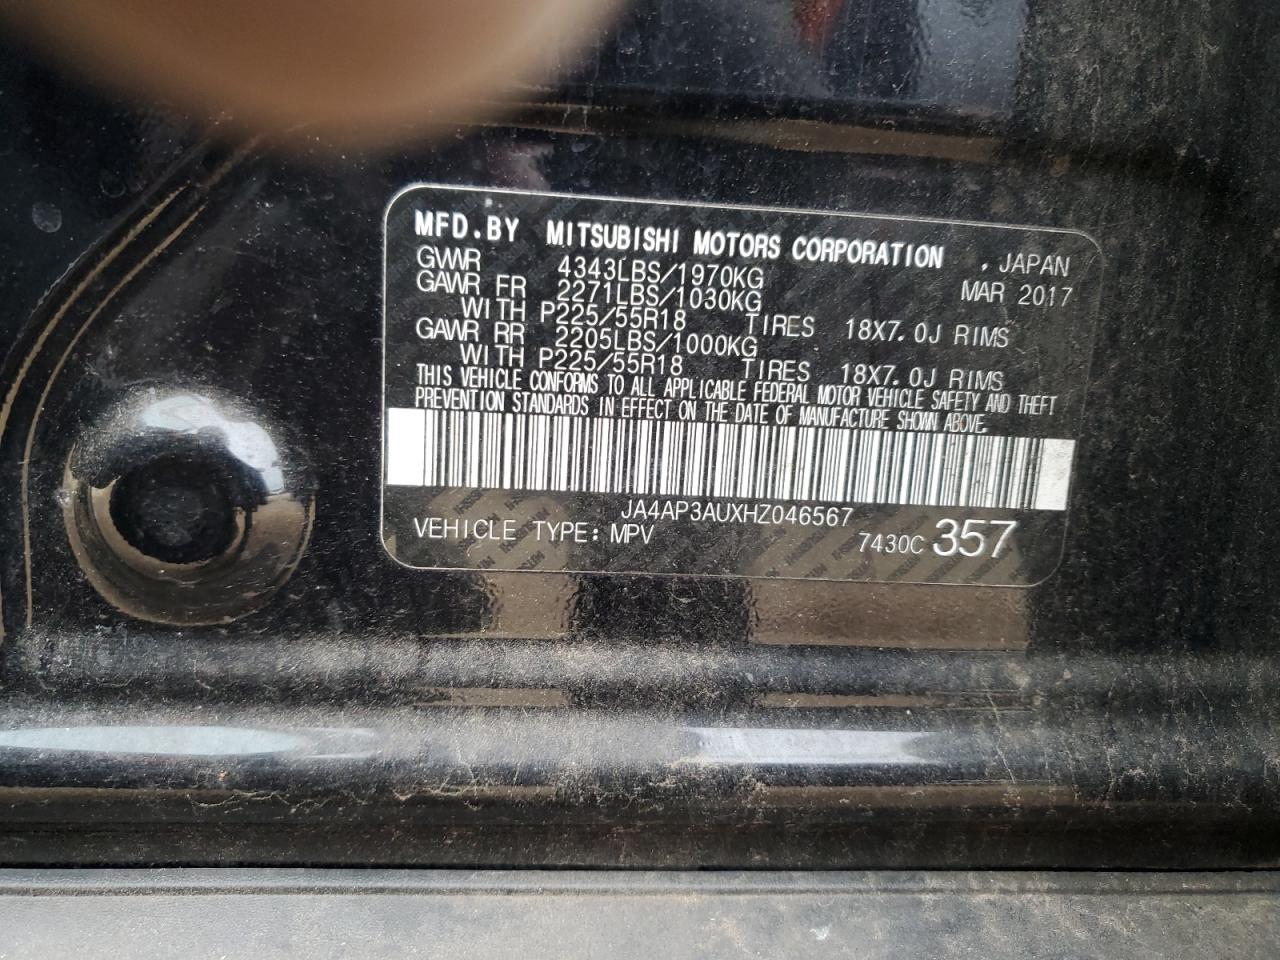 MFD.BY MITSUBISHI MOTORS CORPORATION , JAPAN
GVWR 4343LBS/1970KG MAR 2017
GAWR FR 2271LBS/1030KG
WITH P225/55R18 TIRES 18X7.0J RIMS
GAWR RR 2205LBS/1000KG
WITH P225/55R18 TIRES 18X7.0J RIMS
THIS VEHICLE CONFORMS TO ALL APPLICABLE FEDERAL MOTOR VEHICLE SAFETY AND THEFT
PREVENTION STANDARDS IN EFFECT ON THE DATE OF MANUFACTURE SHOWN ABOVE.
JA4AP3AUXHZ046567
VEHICLE TYPE: MPV 7430C 357